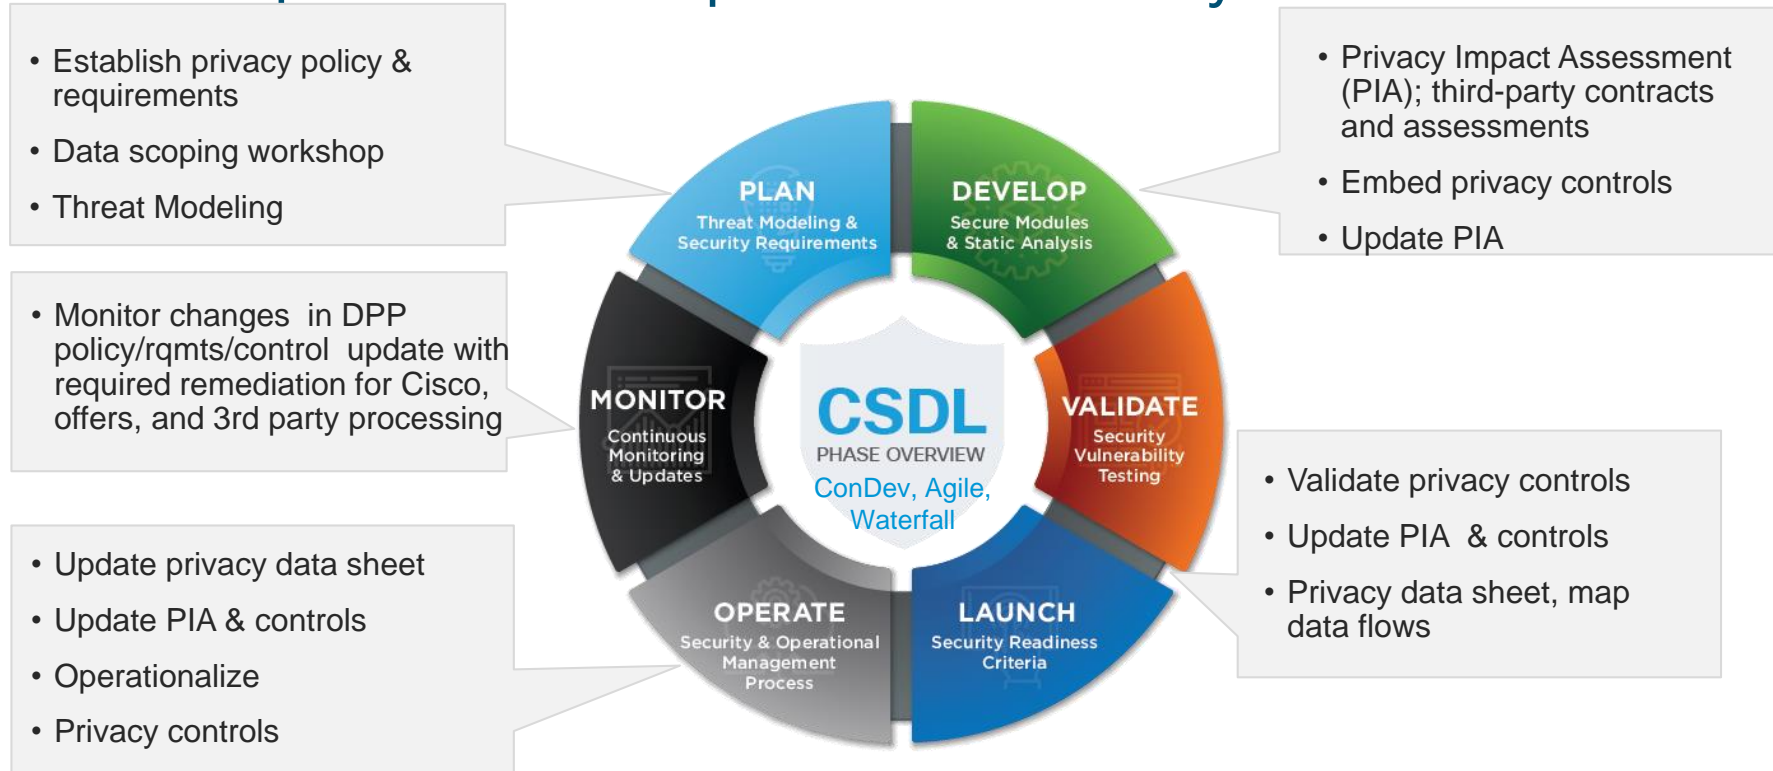 • Establish privacy policy &
requirements
• Data scoping workshop
• Threat Modeling
• Privacy Impact Assessment
(PIA); third-party contracts
and assessments
• Embed privacy controls
• Update PIA
PLAN
Threat Modeling &
Security Requirements
DEVELOP
Secure Modules
& Static Analysis
• Monitor changes in DPP
policy/rqmts/control update with
required remediation for Cisco,
offers, and 3rd party processing
MONITOR
Continuous
Monitoring
& Updates
CSDL
PHASE OVERVIEW
ConDev, Agile,
Waterfall
VALIDATE
Security
Vulnerability
Testing
• Validate privacy controls
• Update PIA & controls
• Privacy data sheet, map
data flows
• Update privacy data sheet
• Update PIA & controls
• Operationalize
• Privacy controls
OPERATE
Security & Operational
Management
Process
LAUNCH
Security Readiness
Criteria